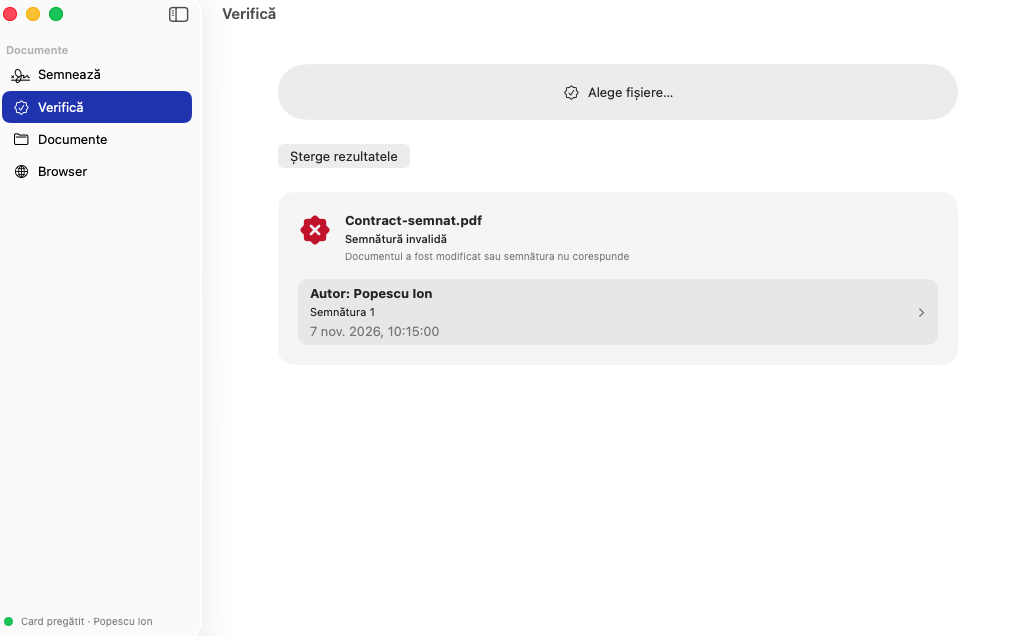 Verifică
Documente
Semnează
Verifică
Documente
Browser
Alege fișiere...
Șterge rezultatele
Contract-semnat.pdf
Semnătură invalidă
Documentul a fost modificat sau semnătura nu corespunde
Autor: Popescu Ion
Semnătura 1
7 nov. 2026, 10:15:00
Card pregătit · Popescu Ion